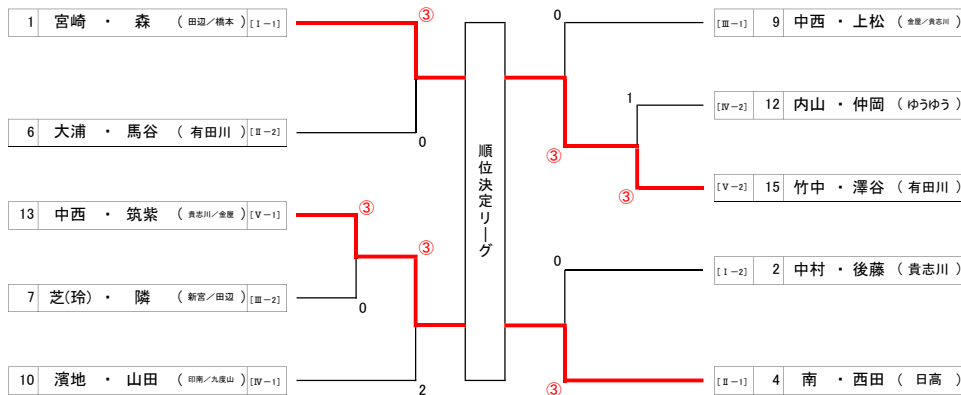 1 宮崎 ・ 森 ( 田辺/橋本 ) [Ⅰ-1]
③
6 大浦 ・ 馬谷 ( 有田川 ) [Ⅱ-2]
0
13 中西 ・ 筑紫 ( 貴志川/金屋 ) [Ⅴ-1]
③
③
7 芝(玲) ・ 隣 ( 新宮/田辺 ) [Ⅲ-2]
0
10 濱地 ・ 山田 ( 印南/九度山 ) [Ⅳ-1]
2
順位決定リーグ
0
[Ⅲ-1] 9 中西 ・ 上松 ( 金屋/貴志川 )
1
[Ⅳ-2] 12 内山 ・ 仲岡 ( ゆうゆう )
③
③
[Ⅴ-2] 15 竹中 ・ 澤谷 ( 有田川 )
0
[Ⅰ-2] 2 中村 ・ 後藤 ( 貴志川 )
③
[Ⅱ-1] 4 南 ・ 西田 ( 日高 )